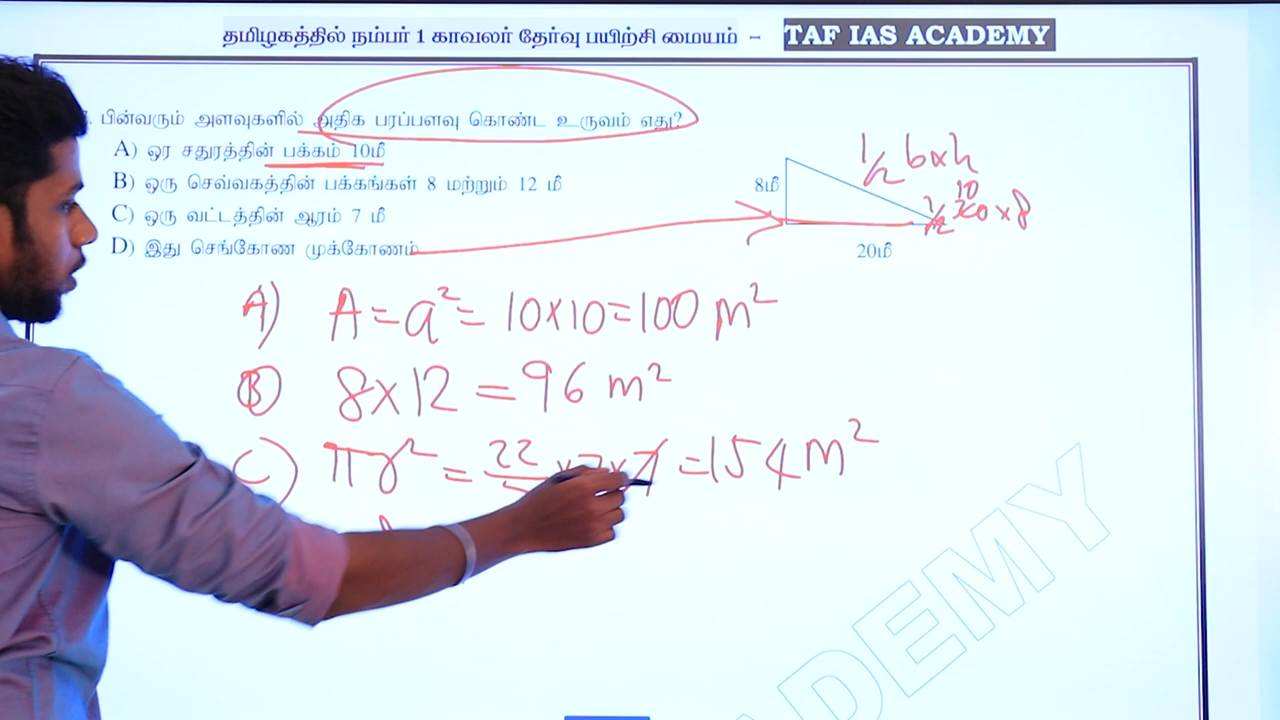 தமிழகத்தில் நம்பர் 1 காவலர் தேர்வு பயிற்சி மையம் – TAF IAS ACADEMY
பின்வரும் அளவுகளில் அதிக பரப்பளவு கொண்ட உருவம் எது?
A) ஒர சதுரத்தின் பக்கம் 10மீ
B) ஒரு செவ்வகத்தின் பக்கங்கள் 8 மற்றும் 12 மீ
C) ஒரு வட்டத்தின் ஆரம் 7 மீ
D) இது செங்கோண முக்கோணம்
8மீ
20மீ
1/2 b×h
1/2 20 × 8
10
A) A = a² = 10×10 = 100 m²
B 8×12 = 96 m²
C) πr² = 22 ×7×7 = 154 m²
ADEMY